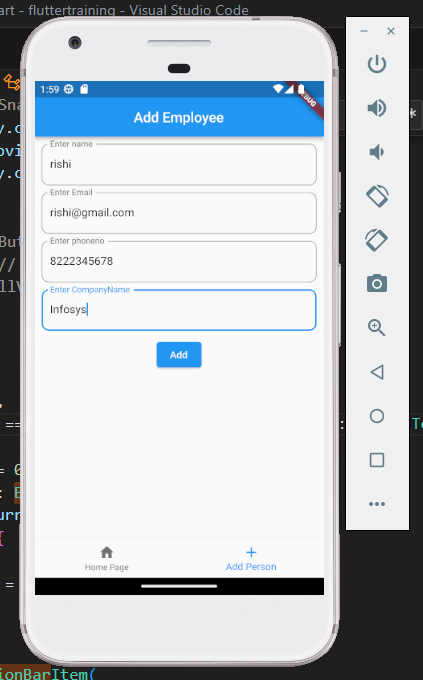 art - fluttertraining - Visual Studio Code
1:59
DEBUG
Add Employee
Enter name
rishi
Enter Email
rishi@gmail.com
Enter phoneno
8222345678
Enter CompanyName
Infosys
Add
Home Page
Add Person
ionBarItem(